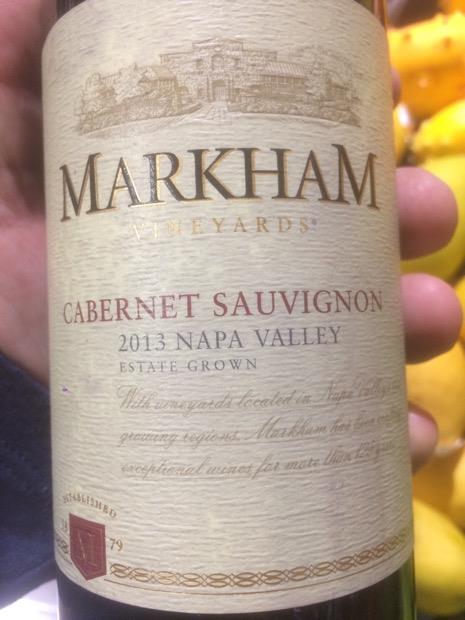 MARKHAM
VINEYARDS®
CABERNET SAUVIGNON
2013 NAPA VALLEY
ESTATE GROWN
With vineyards located in Napa Valley
growing regions, Markham has been
exceptional wines for more than
ESTABLISHED
18 79
M